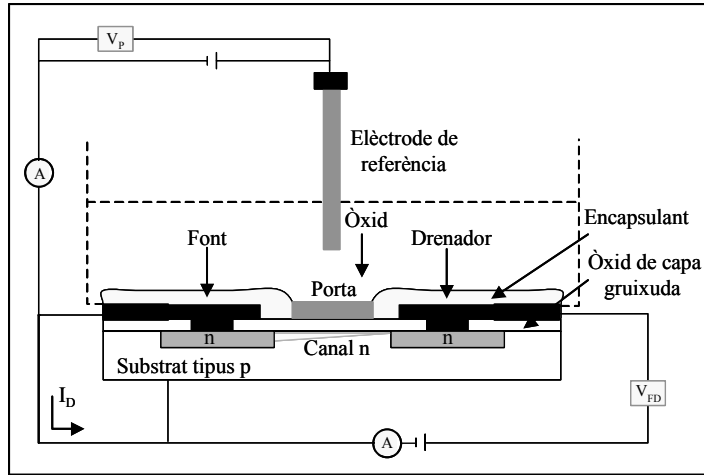 V_P
Elèctrode de
referència
A
Òxid
Encapsulant
Font
Drenador
Òxid de capa
gruixuda
Porta
n
n
Canal n
Substrat tipus p
I_D
V_FD
A